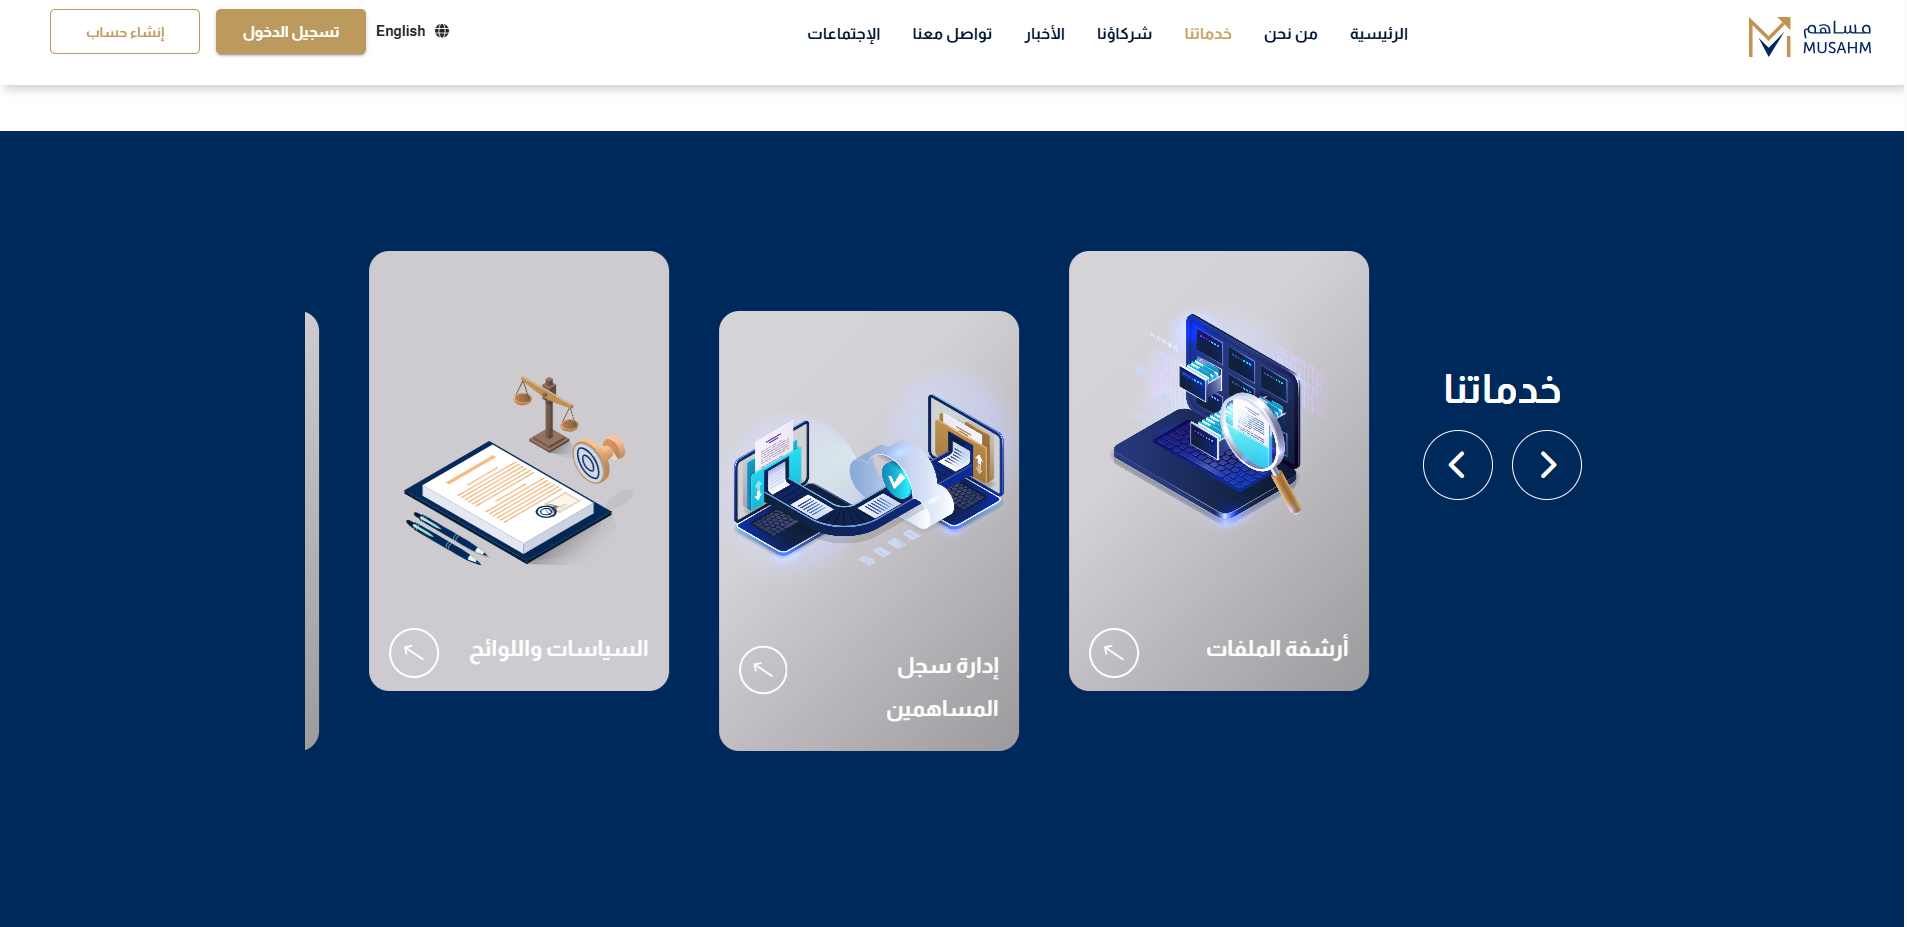 مساهم
MUSAHM
الرئيسية
من نحن
خدماتنا
شركاؤنا
الأخبار
تواصل معنا
الإجتماعات
English
تسجيل الدخول
إنشاء حساب
خدماتنا
أرشفة الملفات
إدارة سجل
المساهمين
السياسات واللوائح